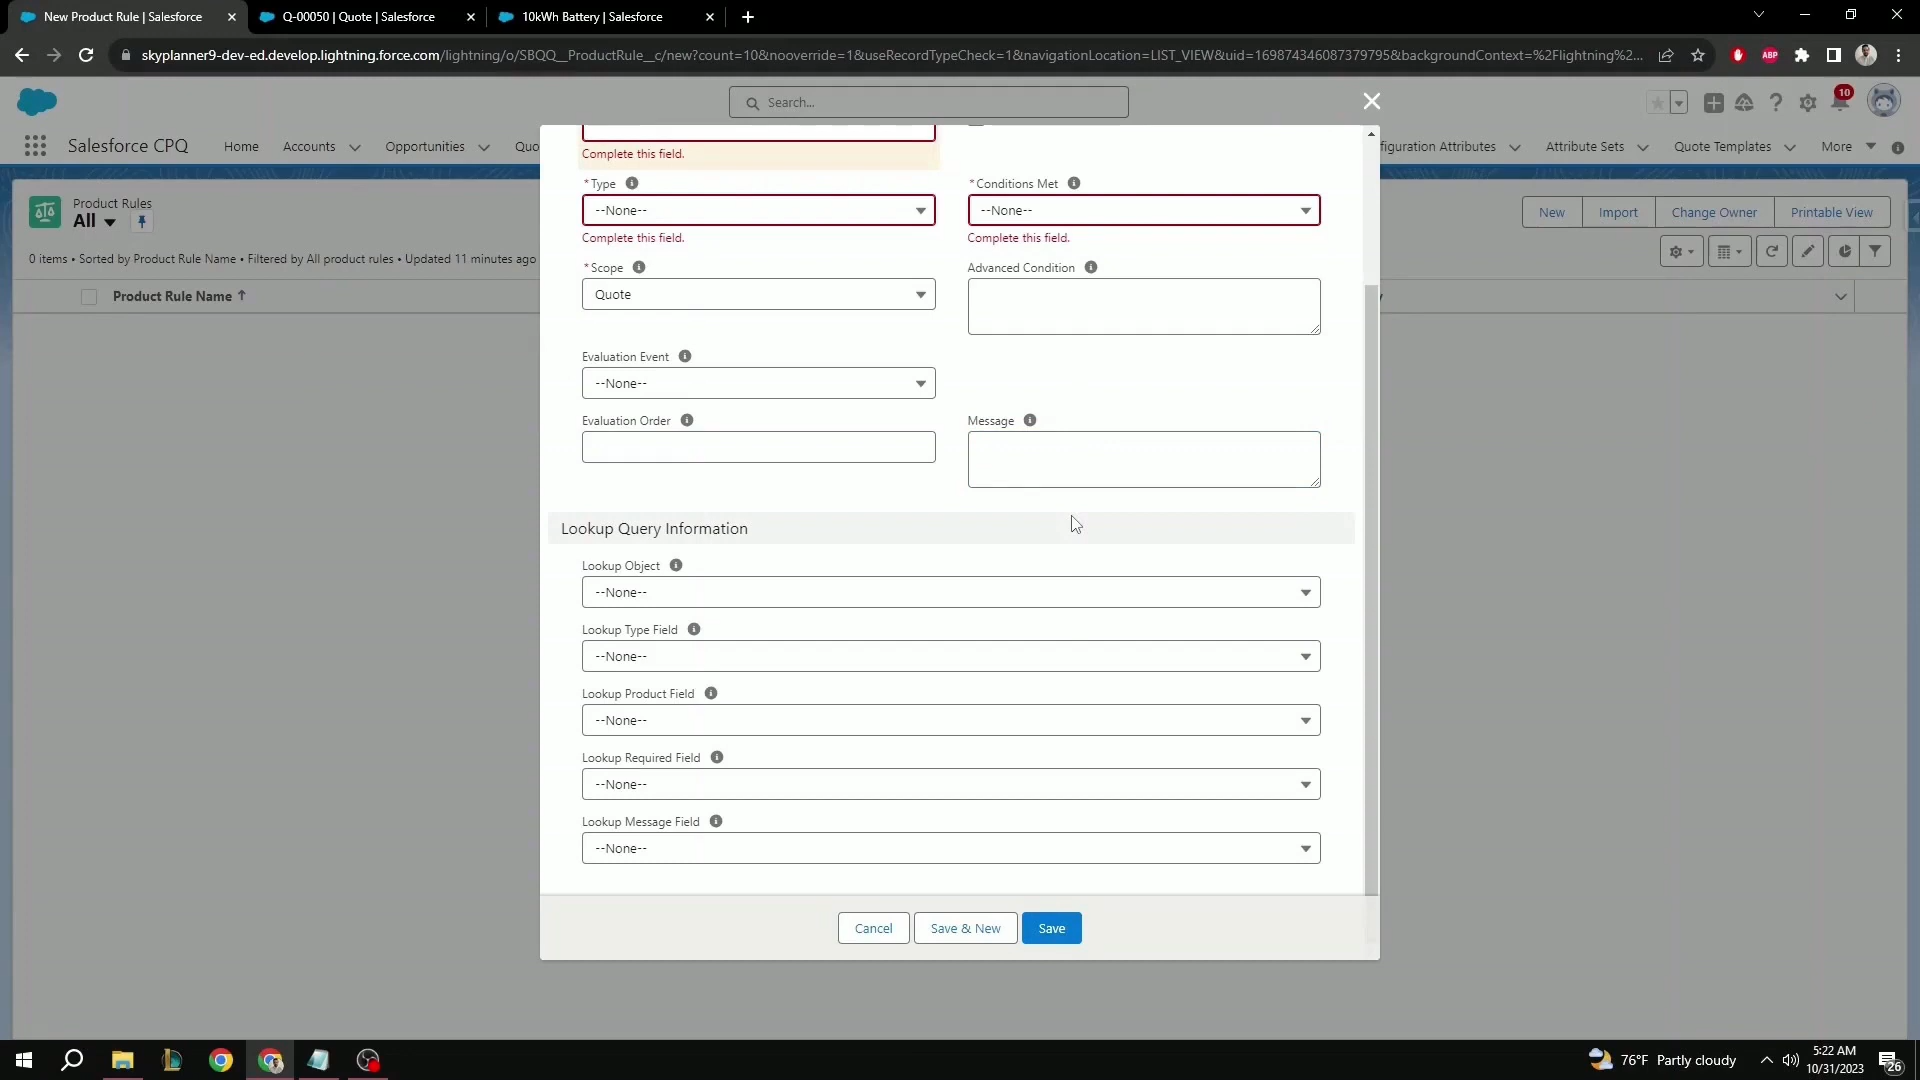 New Product Rule | Salesforce
Q-00050 | Quote | Salesforce
10kWh Battery | Salesforce
skyplanner9-dev-ed.develop.lightning.force.com/lightning/o/SBQQ__ProductRule__c/new?count=10&nooverride=1&useRecordTypeCheck=1&navigationLocation=LIST_VIEW&uid=169874346087379795&backgroundContext=%2Flightning%2...
ABP
Search...
10
Salesforce CPQ
Home
Accounts
Opportunities
Quo
figuration Attributes
Attribute Sets
Quote Templates
More
Product Rules
All
New
Import
Change Owner
Printable View
0 items • Sorted by Product Rule Name • Filtered by All product rules • Updated 11 minutes ago
Product Rule Name
Complete this field.
*Type
--None--
Complete this field.
*Conditions Met
--None--
Complete this field.
*Scope
Quote
Advanced Condition
Evaluation Event
--None--
Evaluation Order
Message
Lookup Query Information
Lookup Object
--None--
Lookup Type Field
--None--
Lookup Product Field
--None--
Lookup Required Field
--None--
Lookup Message Field
--None--
Cancel
Save & New
Save
76°F Partly cloudy
5:22 AM
10/31/2023
26